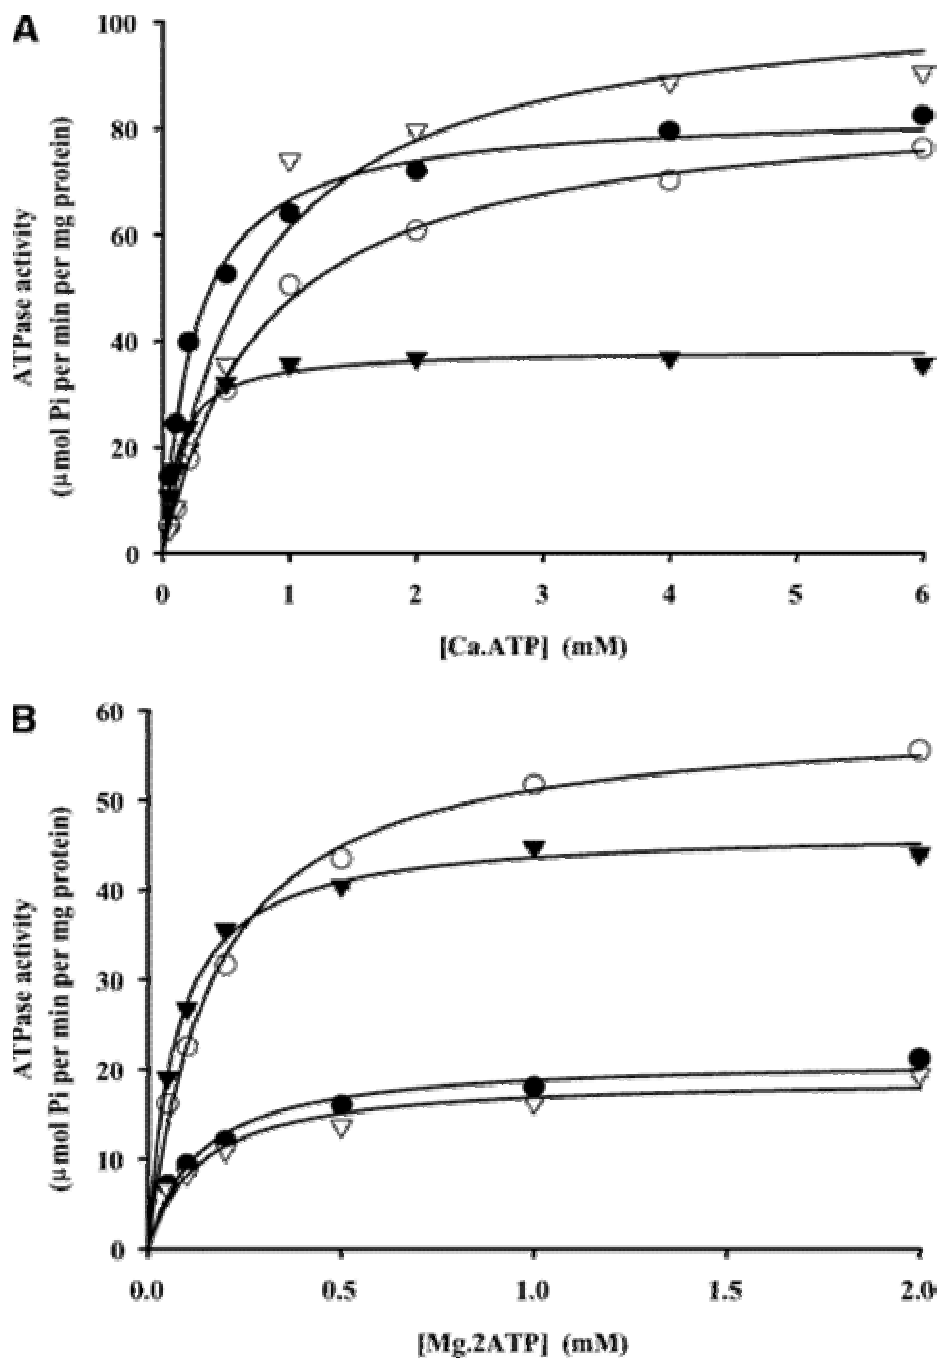 A
100
80
60
40
20
0
ATPase activity
(μmol Pi per min per mg protein)
0 1 2 3 4 5 6
[Ca.ATP] (mM)
B
60
50
40
30
20
10
0
ATPase activity
(μmol Pi per min per mg protein)
0.0 0.5 1.0 1.5 2.0
[Mg.2ATP] (mM)